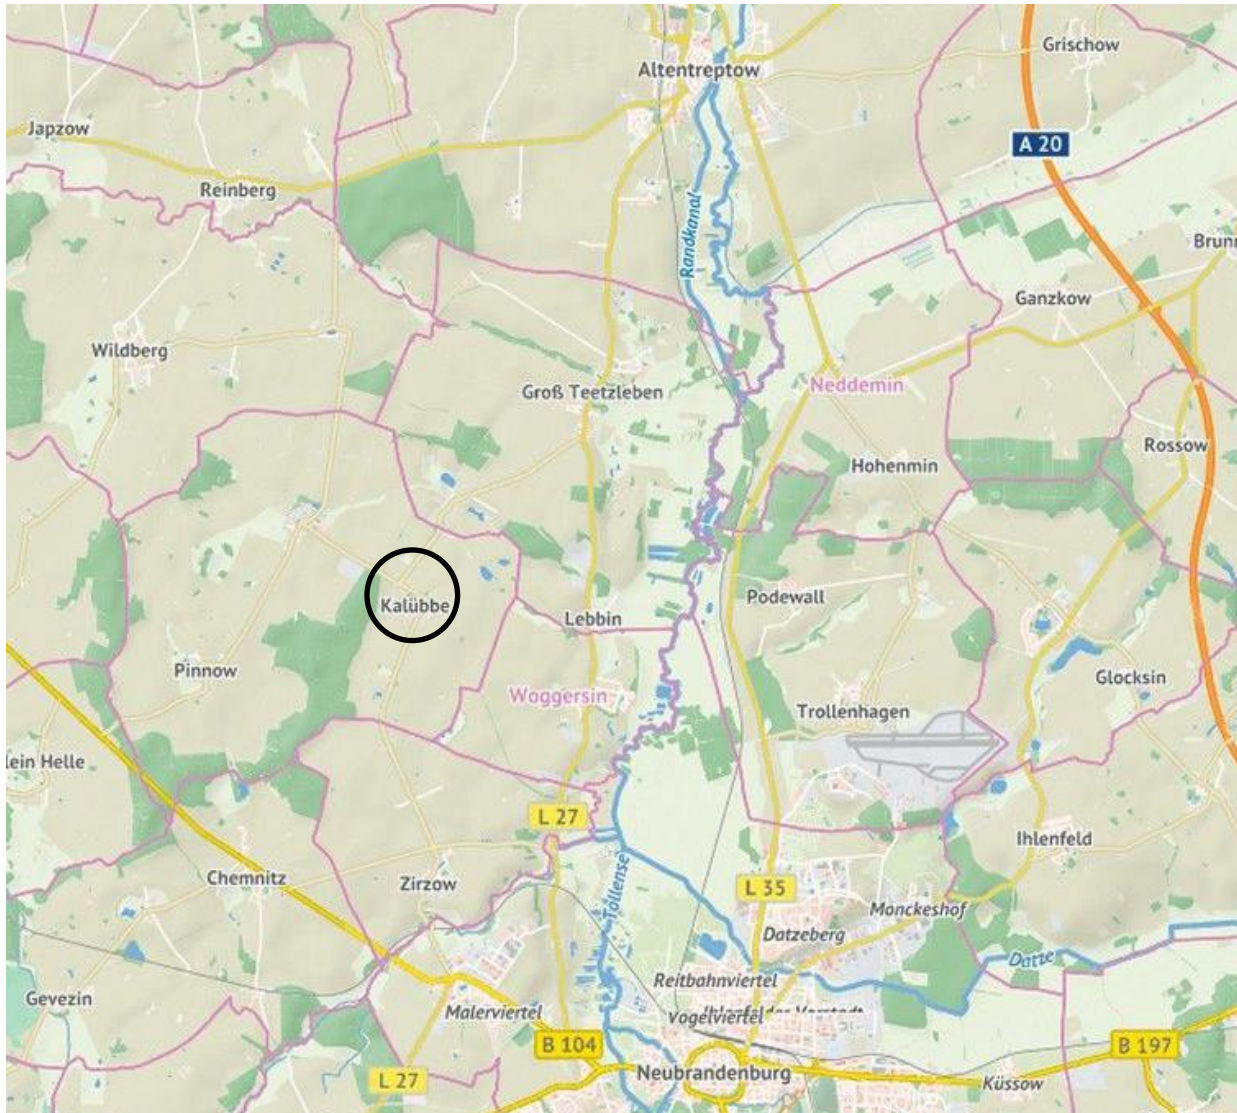 Grischow
Altentreptow
Japzow
A 20
Reinberg
Randkanal
Brunn
Ganzkow
Wildberg
Neddemin
Groß Teetzleben
Rossow
Hohenmin
Podewall
Kalübbe
Lebbin
Pinnow
Glocksin
Woggersin
Trollenhagen
lein Helle
L 27
Ihlenfeld
Chemnitz
Zirzow
L 35
Tollense
Monckeshof
Datzeberg
Datze
Reitbahnviertel
Gevezin
Malerviertel
Ihlenfelder Vorstadt
Vogelviertel
B 104
B 197
Neubrandenburg
L 27
Küssow